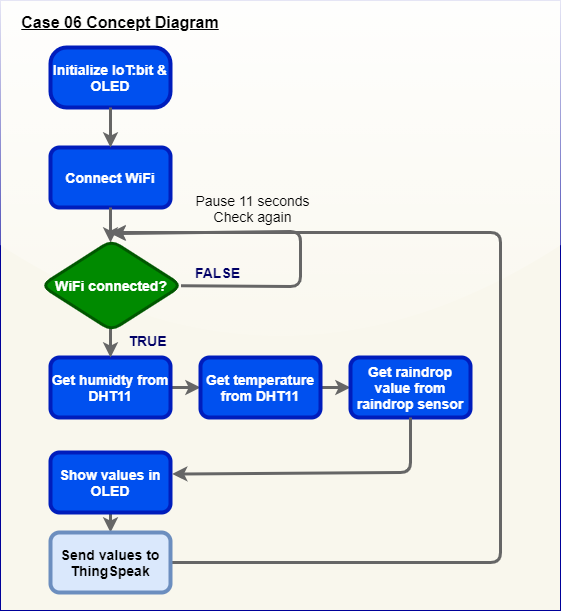 Case 06 Concept Diagram
Initialize IoT:bit &
OLED
Connect WiFi
Pause 11 seconds
Check again
WiFi connected?
FALSE
TRUE
Get humidty from
DHT11
Get temperature
from DHT11
Get raindrop
value from
raindrop sensor
Show values in
OLED
Send values to
ThingSpeak